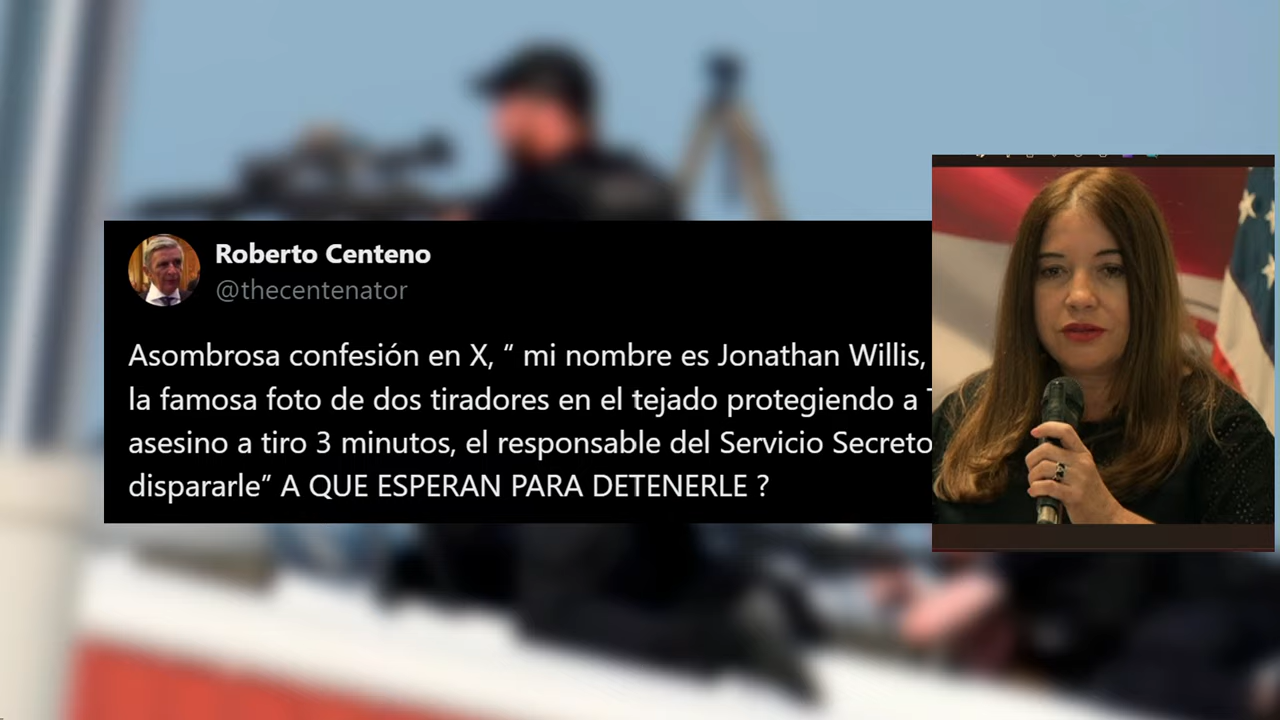 Roberto Centeno
@thecentenator
Asombrosa confesión en X, “ mi nombre es Jonathan Willis,
la famosa foto de dos tiradores en el tejado protegiendo a
asesino a tiro 3 minutos, el responsable del Servicio Secreto
dispararle” A QUE ESPERAN PARA DETENERLE ?